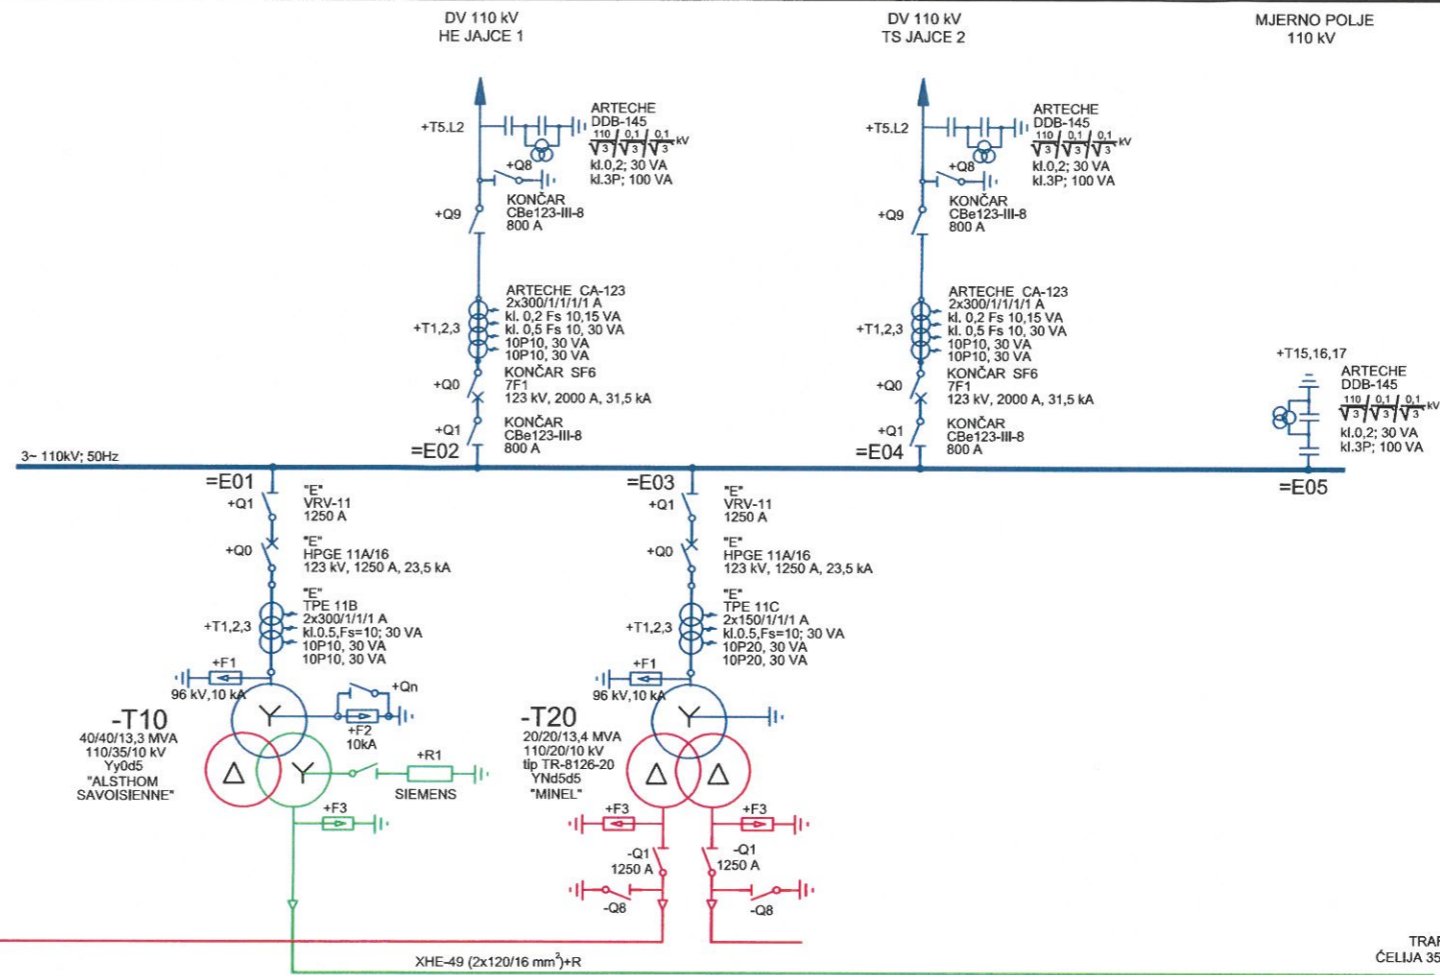 DV 110 kV
HE JAJCE 1
DV 110 kV
TS JAJCE 2
MJERNO POLJE
110 kV
+T5.L2
ARTECHE
DDB-145
110/√3 / 0,1/√3 / 0,1/√3 kV
kl.0,2; 30 VA
kl.3P; 100 VA
+Q8
+Q9
KONČAR
CBe123-III-8
800 A
+T1,2,3
ARTECHE CA-123
2x300/1/1/1/1 A
kl. 0,2 Fs 10,15 VA
kl. 0,5 Fs 10, 30 VA
10P10, 30 VA
10P10, 30 VA
+Q0
KONČAR SF6
7F1
123 kV, 2000 A, 31,5 kA
+Q1
KONČAR
CBe123-III-8
800 A
=E02
+T5.L2
ARTECHE
DDB-145
110/√3 / 0,1/√3 / 0,1/√3 kV
kl.0,2; 30 VA
kl.3P; 100 VA
+Q8
+Q9
KONČAR
CBe123-III-8
800 A
+T1,2,3
ARTECHE CA-123
2x300/1/1/1/1 A
kl. 0,2 Fs 10,15 VA
kl. 0,5 Fs 10, 30 VA
10P10, 30 VA
10P10, 30 VA
+Q0
KONČAR SF6
7F1
123 kV, 2000 A, 31,5 kA
+Q1
KONČAR
CBe123-III-8
800 A
=E04
+T15,16,17
ARTECHE
DDB-145
110/√3 / 0,1/√3 / 0,1/√3 kV
kl.0,2; 30 VA
kl.3P; 100 VA
=E05
3~ 110kV; 50Hz
=E01
+Q1
"E"
VRV-11
1250 A
+Q0
"E"
HPGE 11A/16
123 kV, 1250 A, 23,5 kA
+T1,2,3
"E"
TPE 11B
2x300/1/1/1 A
kl.0.5,Fs=10; 30 VA
10P10, 30 VA
10P10, 30 VA
+F1
96 kV,10 kA
+Qn
+F2
10kA
-T10
40/40/13,3 MVA
110/35/10 kV
Yy0d5
"ALSTHOM
SAVOISIENNE"
Y
Δ
Y
+R1
SIEMENS
+F3
=E03
+Q1
"E"
VRV-11
1250 A
+Q0
"E"
HPGE 11A/16
123 kV, 1250 A, 23,5 kA
+T1,2,3
"E"
TPE 11C
2x150/1/1/1 A
kl.0.5,Fs=10; 30 VA
10P20, 30 VA
10P20, 30 VA
+F1
96 kV,10 kA
-T20
20/20/13,4 MVA
110/20/10 kV
tip TR-8126-20
YNd5d5
"MINEL"
Y
Δ
Δ
+F3
+F3
-Q1
1250 A
-Q1
1250 A
-Q8
-Q8
XHE-49 (2x120/16 mm²)+R
ĆELIJA 35